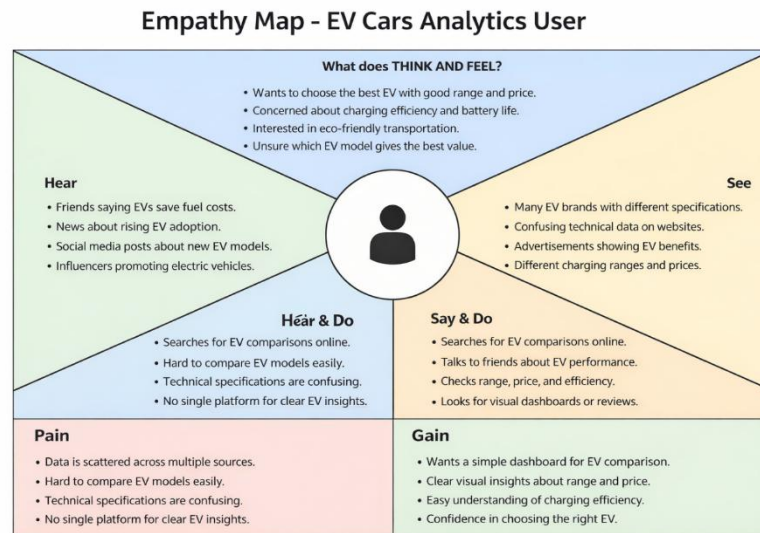 Empathy Map - EV Cars Analytics User
What does THINK AND FEEL?
• Wants to choose the best EV with good range and price.
• Concerned about charging efficiency and battery life.
• Interested in eco-friendly transportation.
• Unsure which EV model gives the best value.
Hear
• Friends saying EVs save fuel costs.
• News about rising EV adoption.
• Social media posts about new EV models.
• Influencers promoting electric vehicles.
See
• Many EV brands with different specifications.
• Confusing technical data on websites.
• Advertisements showing EV benefits.
• Different charging ranges and prices.
Héár & Do
• Searches for EV comparisons online.
• Hard to compare EV models easily.
• Technical specifications are confusing.
• No single platform for clear EV insights.
Say & Do
• Searches for EV comparisons online.
• Talks to friends about EV performance.
• Checks range, price, and efficiency.
• Looks for visual dashboards or reviews.
Pain
• Data is scattered across multiple sources.
• Hard to compare EV models easily.
• Technical specifications are confusing.
• No single platform for clear EV insights.
Gain
• Wants a simple dashboard for EV comparison.
• Clear visual insights about range and price.
• Easy understanding of charging efficiency.
• Confidence in choosing the right EV.